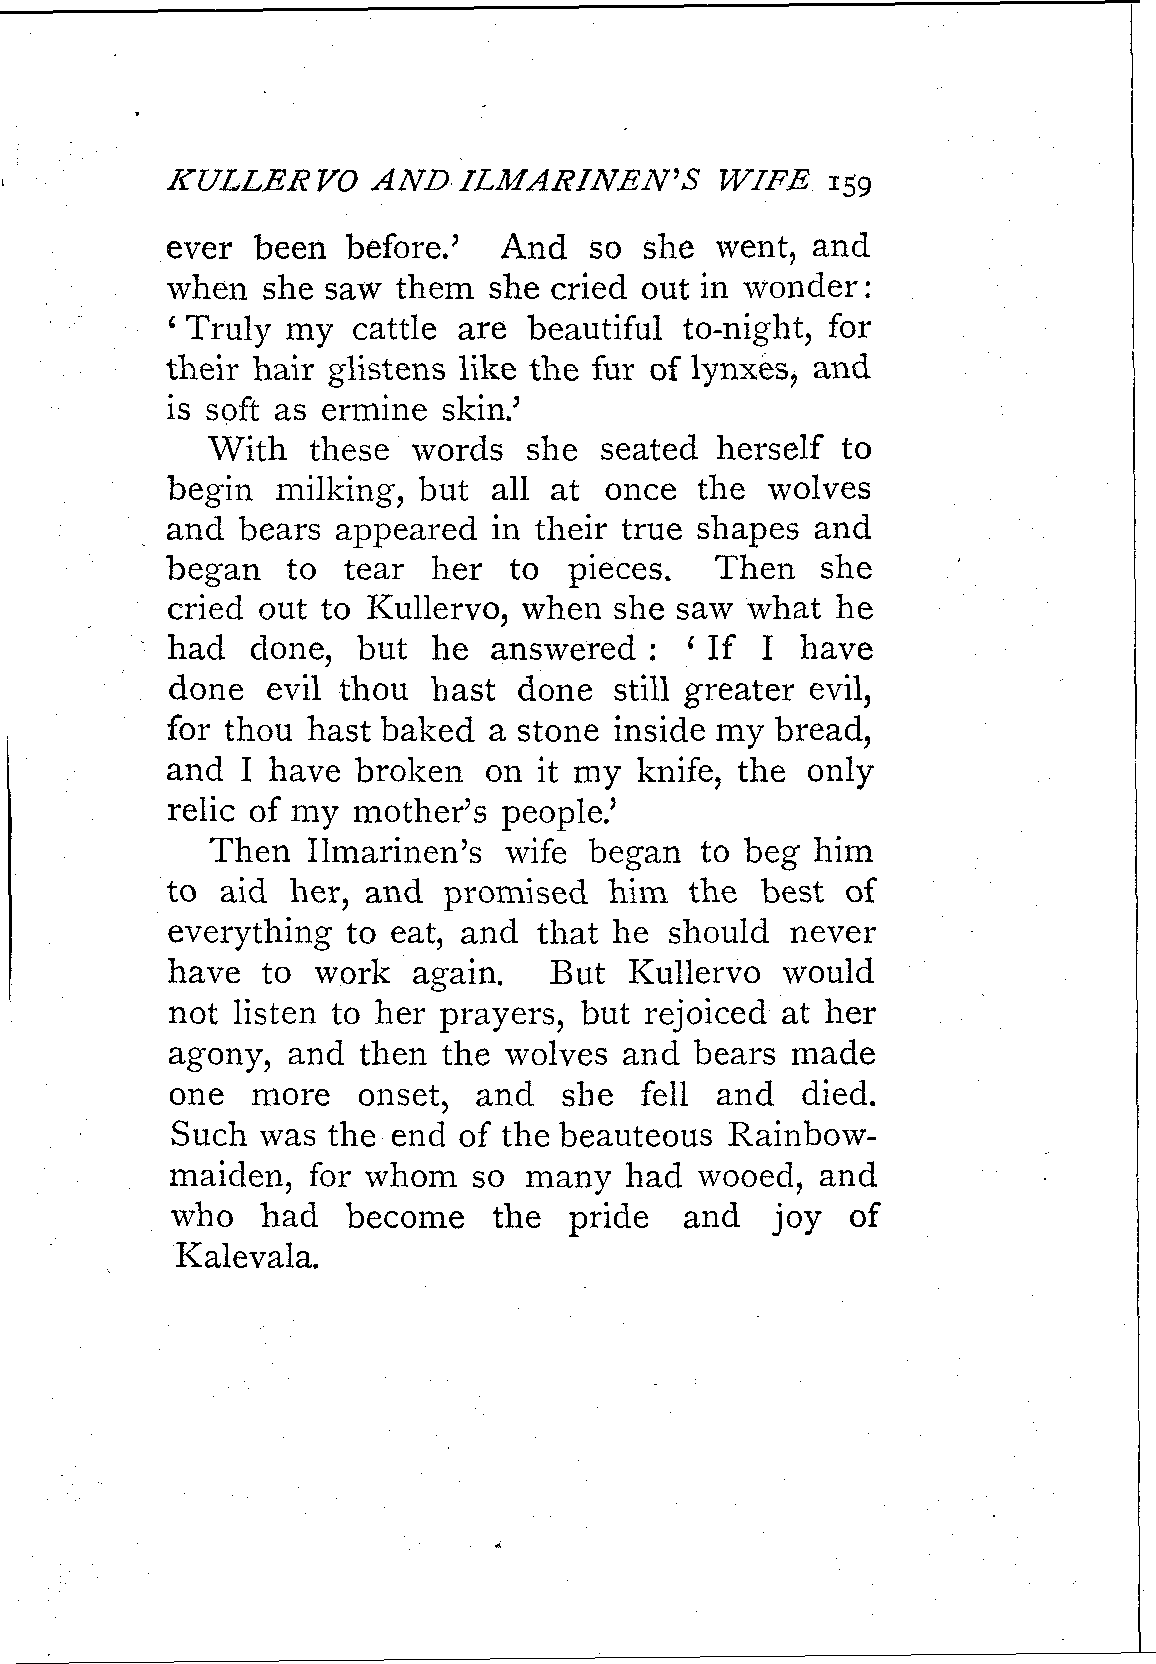 KULLERVO AND ILMARINEN'S WIFE 159
ever been before.’ And so she went, and
when she saw them she cried out in wonder:
‘Truly my cattle are beautiful to-night, for
their hair glistens like the fur of lynxes, and
is soft as ermine skin.’
With these words she seated herself to
begin milking, but all at once the wolves
and bears appeared in their true shapes and
began to tear her to pieces. Then she
cried out to Kullervo, when she saw what he
had done, but he answered : ‘If I have
done evil thou hast done still greater evil,
for thou hast baked a stone inside my bread,
and I have broken on it my knife, the only
relic of my mother’s people.’
Then Ilmarinen’s wife began to beg him
to aid her, and promised him the best of
everything to eat, and that he should never
have to work again. But Kullervo would
not listen to her prayers, but rejoiced at her
agony, and then the wolves and bears made
one more onset, and she fell and died.
Such was the end of the beauteous Rainbow-
maiden, for whom so many had wooed, and
who had become the pride and joy of
Kalevala.